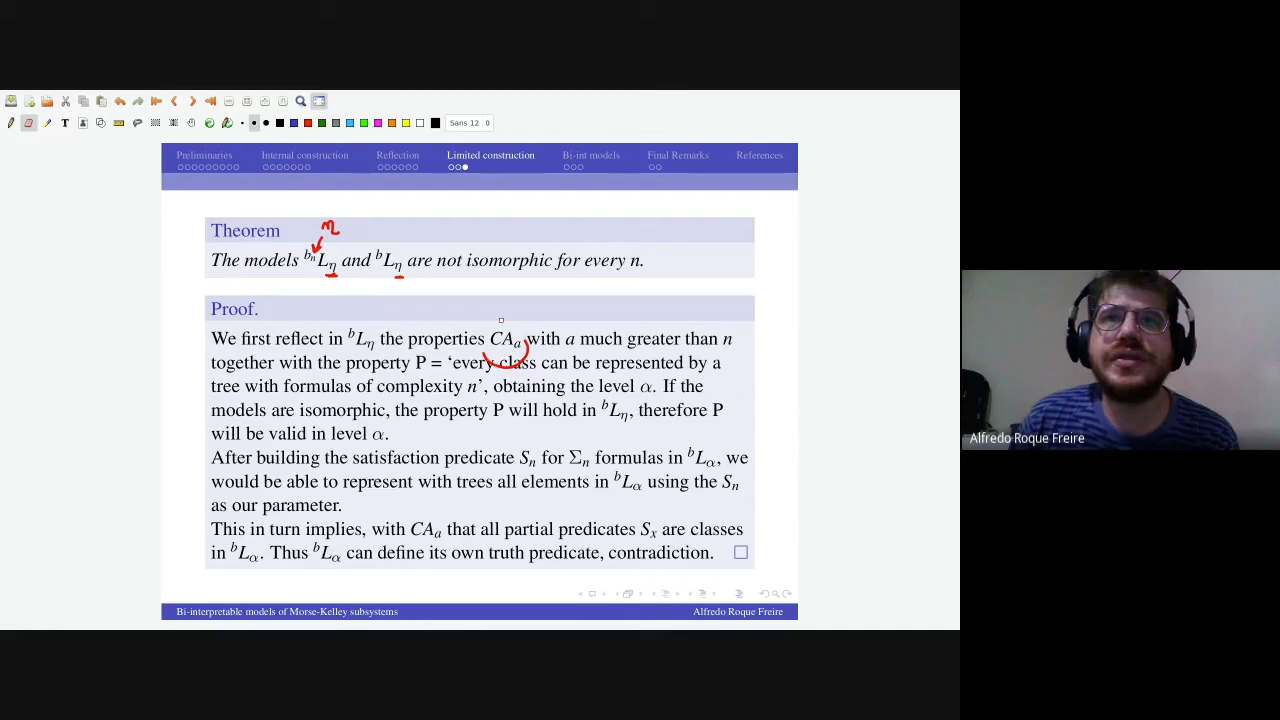 Sans 12 0
Preliminaries Internal construction Reflection Limited construction Bi-int models Final Remarks References
Theorem
η
The models ᵇⁿL_η and ᵇL_η are not isomorphic for every n.
Proof.
We first reflect in ᵇL_η the properties CA_a with a much greater than n
together with the property P = ‘every class can be represented by a
tree with formulas of complexity n’, obtaining the level α. If the
models are isomorphic, the property P will hold in ᵇL_η, therefore P
will be valid in level α.
After building the satisfaction predicate S_n for Σ_n formulas in ᵇL_α, we
would be able to represent with trees all elements in ᵇL_α using the S_n
as our parameter.
This in turn implies, with CA_a that all partial predicates S_x are classes
in ᵇL_α. Thus ᵇL_α can define its own truth predicate, contradiction.
Bi-interpretable models of Morse-Kelley subsystems Alfredo Roque Freire
Alfredo Roque Freire